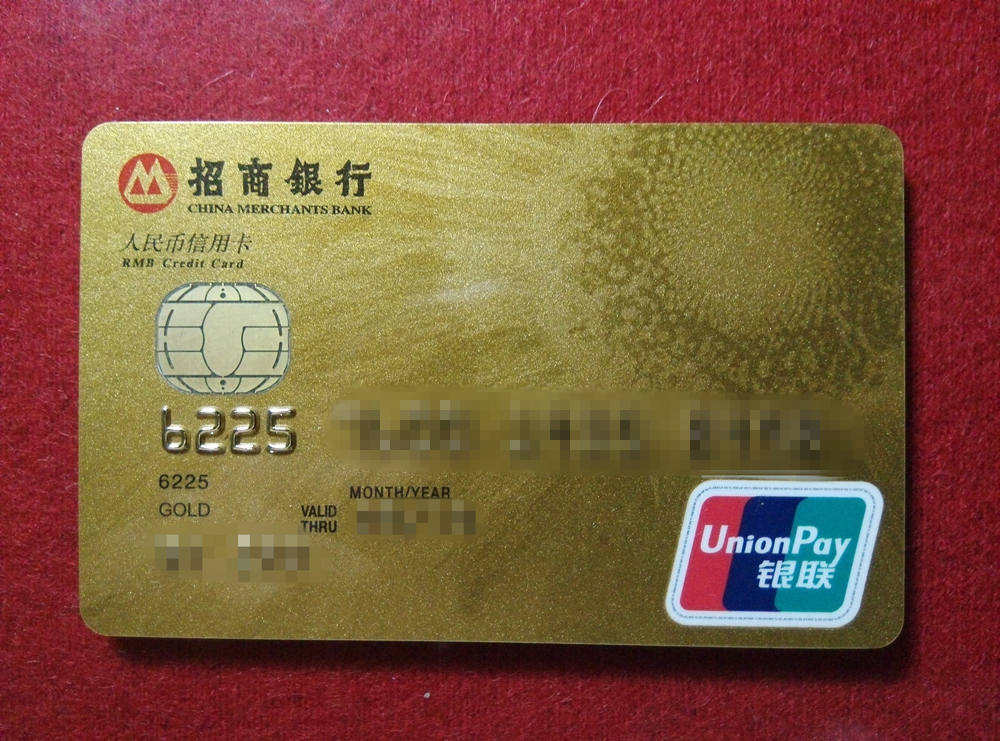 招商銀行
CHINA MERCHANTS BANK
人民币信用卡
RMB Credit Card
6225
6225
GOLD
MONTH/YEAR
VALID
THRU
UnionPay
银联